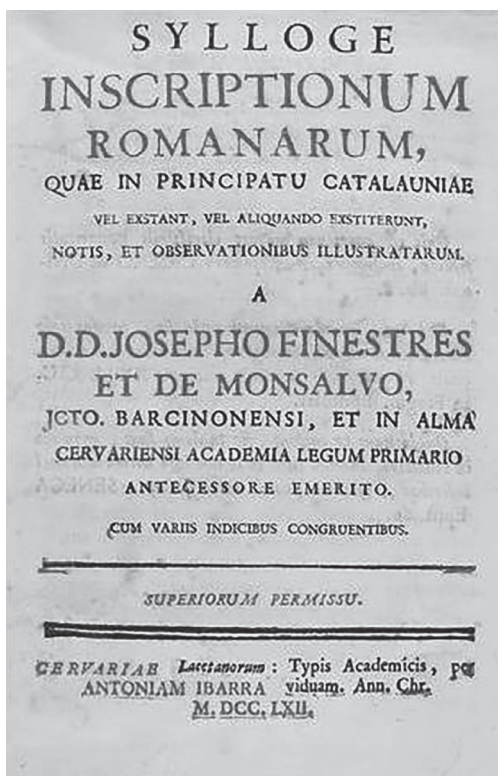 SYLLOGE
INSCRIPTIONUM
ROMANARUM,
QUAE IN PRINCIPATU CATALAUNIAE
VEL EXSTANT, VEL ALIQUANDO EXSTITERUNT,
NOTIS, ET OBSERVATIONIBUS ILLUSTRATARUM.
A
D.D.JOSEPHO FINESTRES
ET DE MONSALVO,
JCTO. BARCINONENSI, ET IN ALMA
CERVARIENSI ACADEMIA LEGUM PRIMARIO
ANTECESSORE EMERITO.
CUM VARIIS INDICIBUS CONGRUENTIBUS.
SUPERIORUM PERMISSU.
CERVARIAE Lacetanorum: Typis Academicis, per
ANTONIAM IBARRA viduam. Ann. Chr.
M. DCC. LXII.